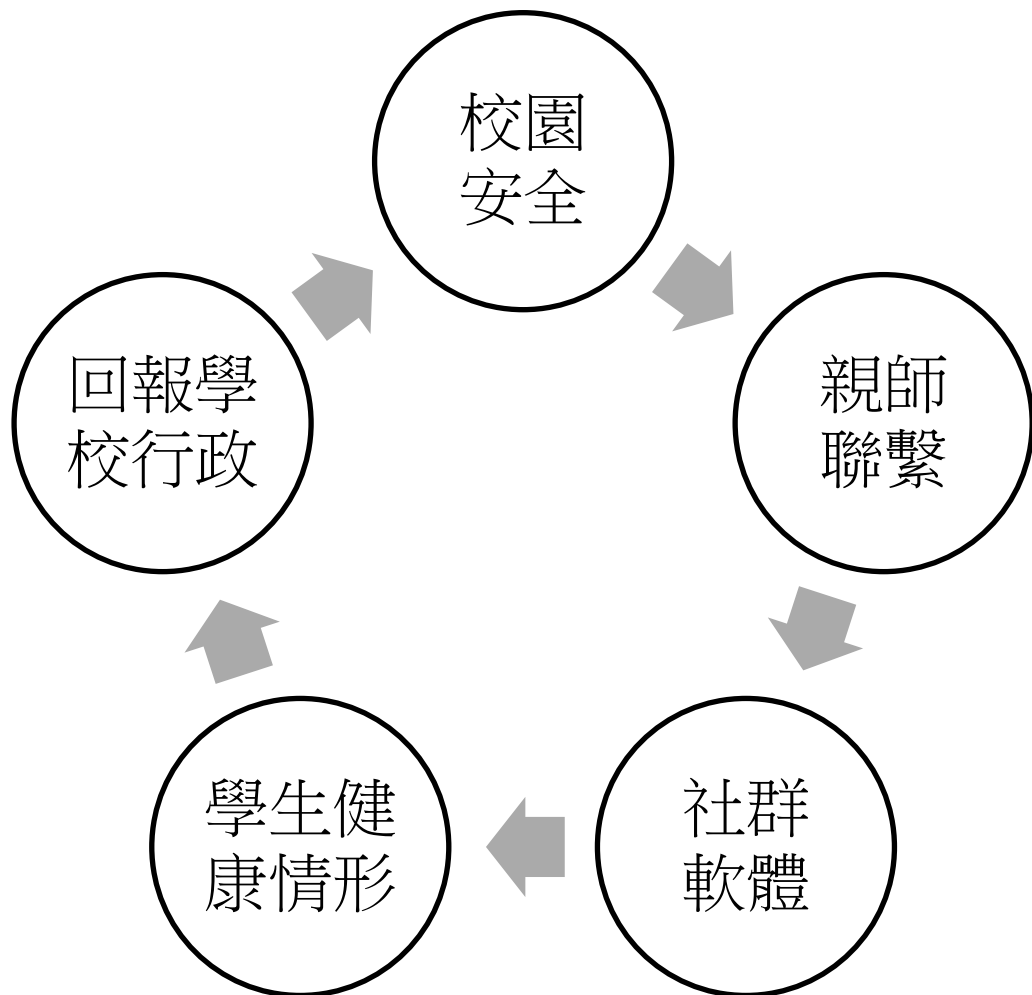 校園
安全
親師
聯繫
社群
軟體
學生健
康情形
回報學
校行政